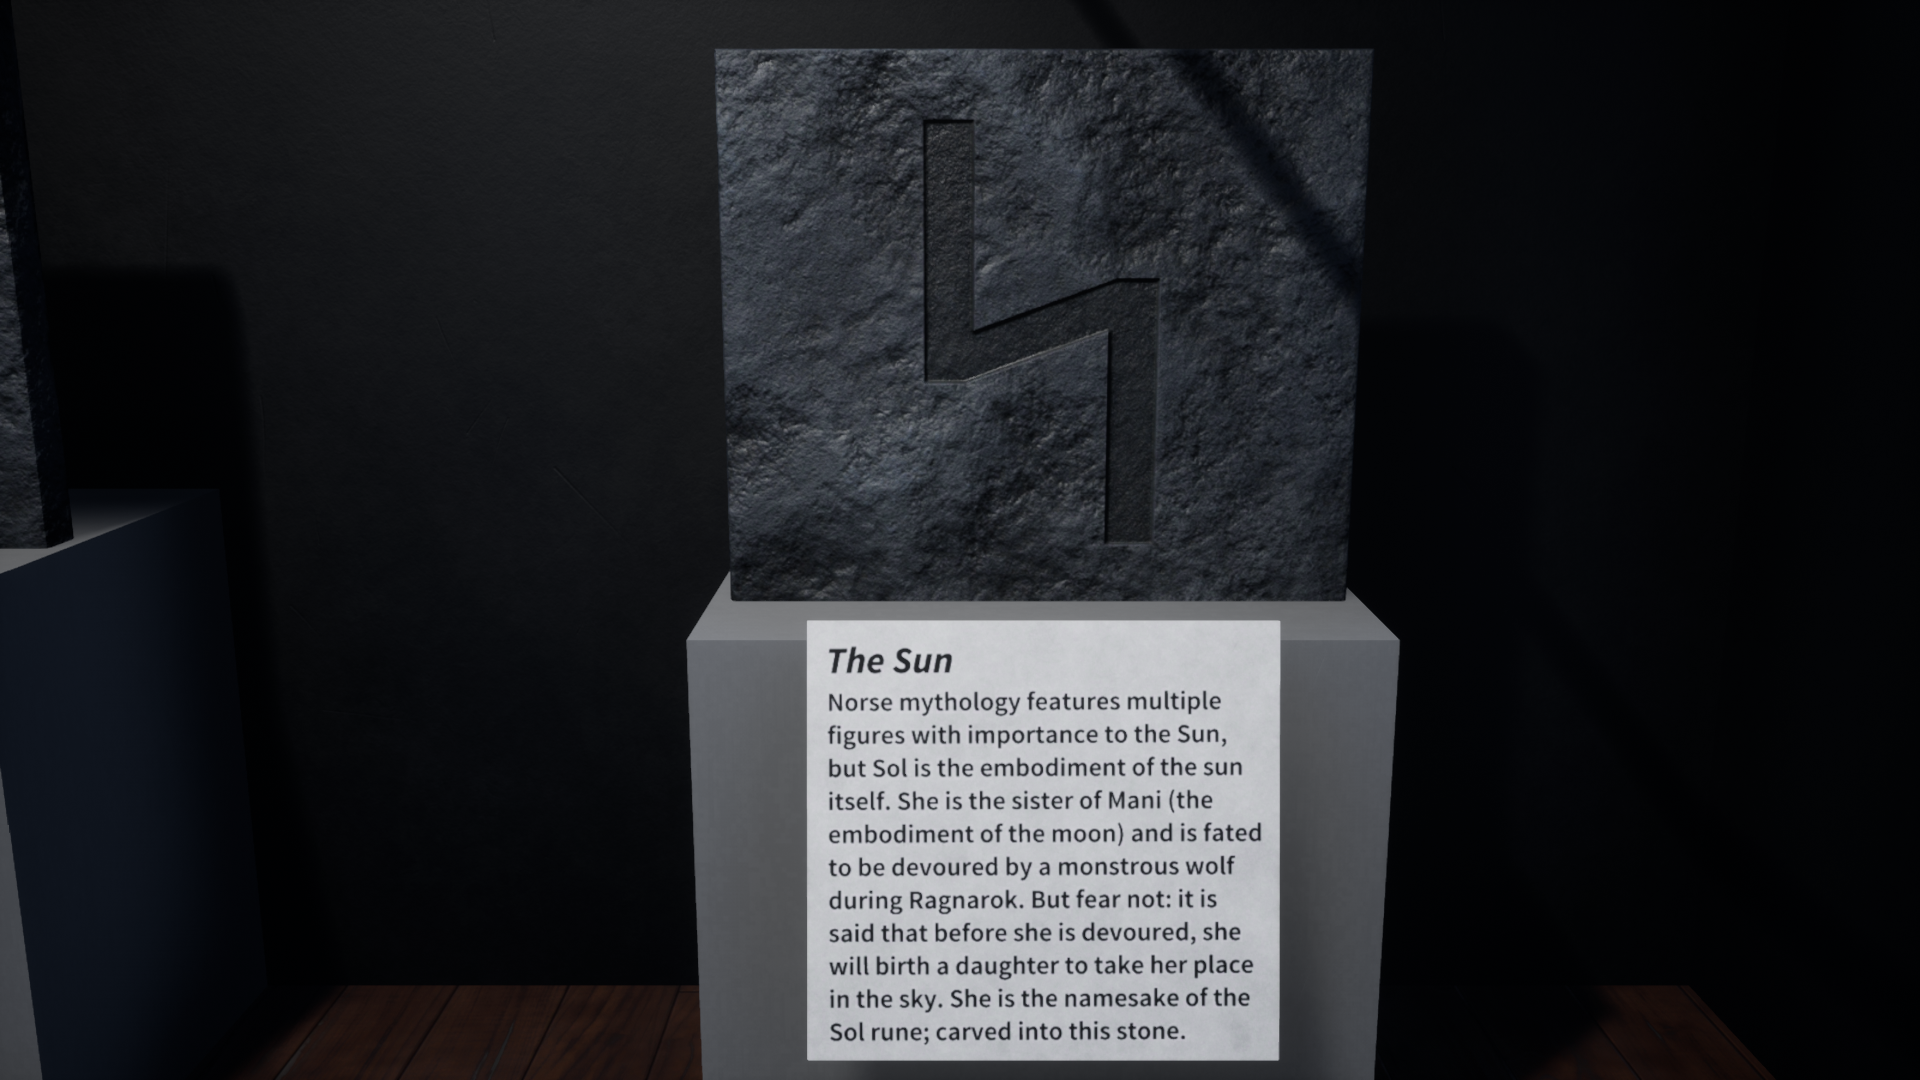 The Sun
Norse mythology features multiple
figures with importance to the Sun,
but Sol is the embodiment of the sun
itself. She is the sister of Mani (the
embodiment of the moon) and is fated
to be devoured by a monstrous wolf
during Ragnarok. But fear not: it is
said that before she is devoured, she
will birth a daughter to take her place
in the sky. She is the namesake of the
Sol rune; carved into this stone.